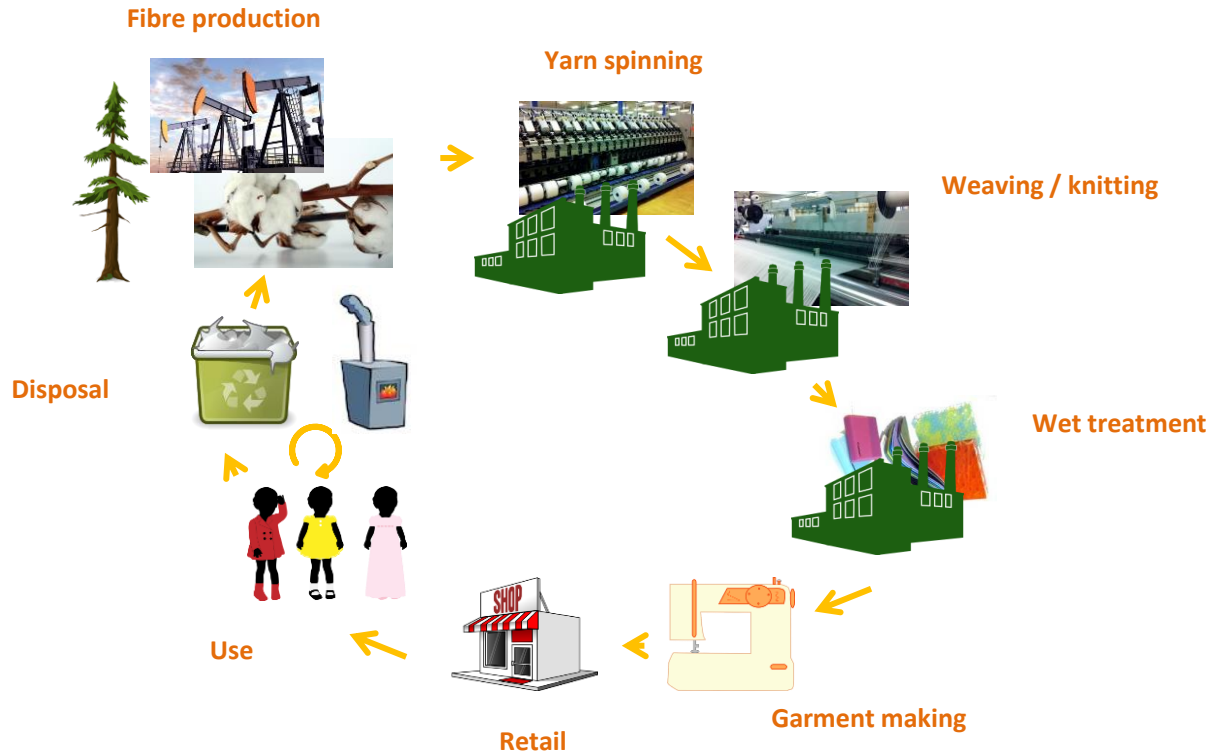 Fibre production
Yarn spinning
Weaving / knitting
Wet treatment
Garment making
SHOP
Retail
Use
Disposal